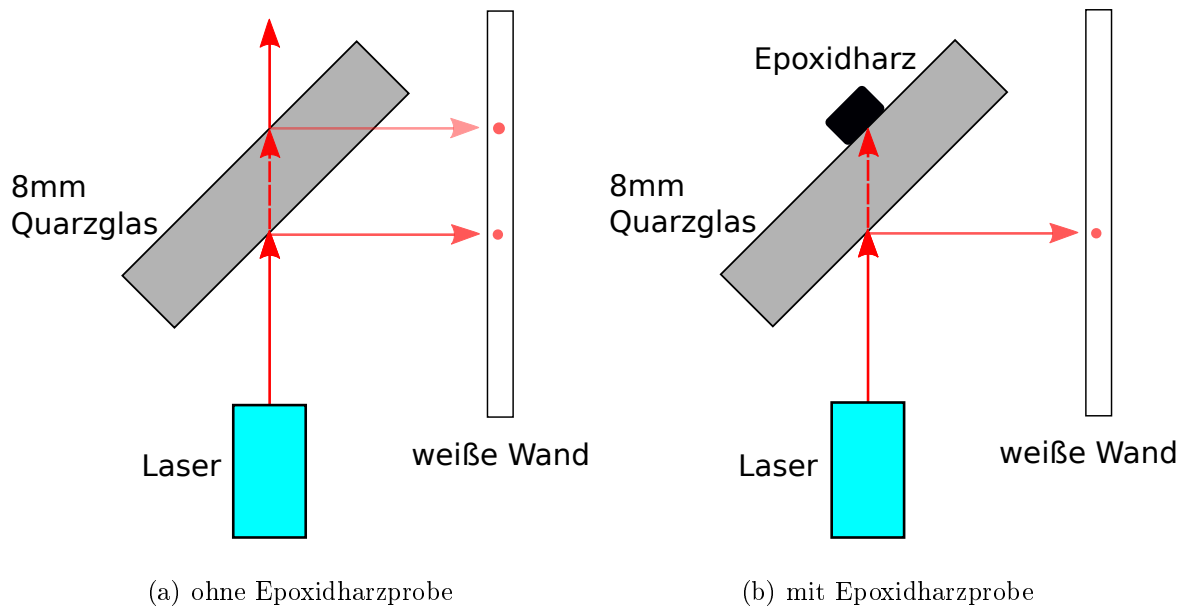 8mm
Quarzglas
Laser
weiße Wand
(a) ohne Epoxidharzprobe
Epoxidharz
8mm
Quarzglas
Laser
weiße Wand
(b) mit Epoxidharzprobe